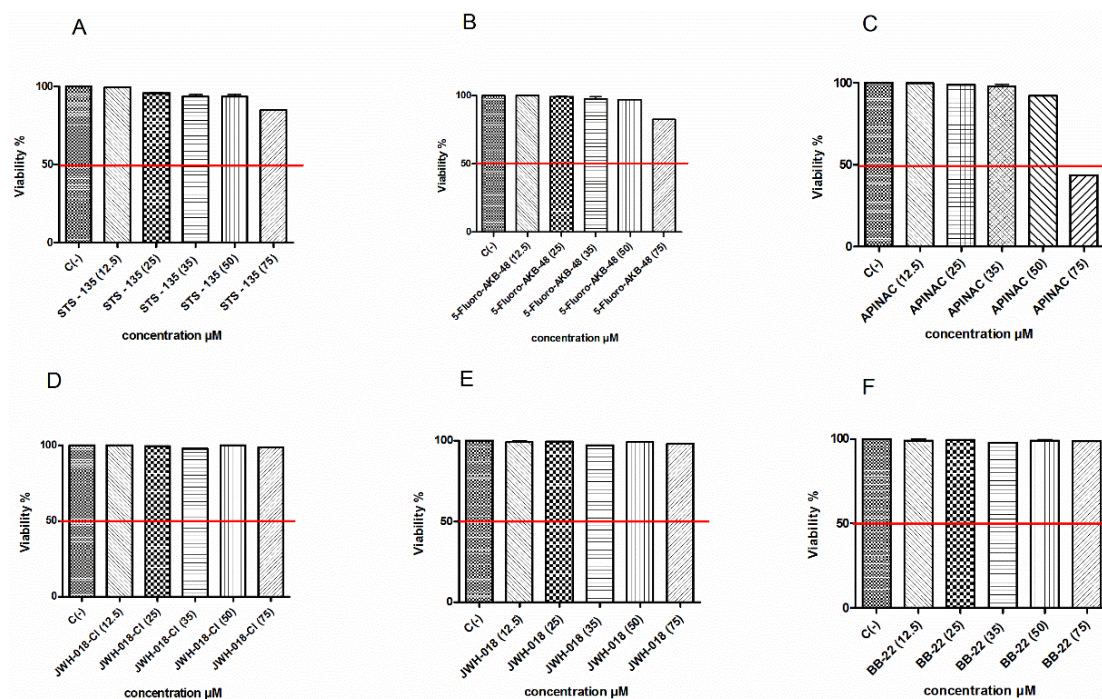 A
Viability %
100
50
0
C(-)
STS - 135 (12.5)
STS - 135 (25)
STS - 135 (35)
STS - 135 (50)
STS - 135 (75)
concentration µM
B
Viability %
100
50
0
C(-)
5-Fluoro-AKB-48 (12.5)
5-Fluoro-AKB-48 (25)
5-Fluoro-AKB-48 (35)
5-Fluoro-AKB-48 (50)
5-Fluoro-AKB-48 (75)
concentration µM
C
Viability %
100
50
0
C(-)
APINAC (12.5)
APINAC (25)
APINAC (35)
APINAC (50)
APINAC (75)
concentration µM
D
Viability %
100
50
0
C(-)
JWH-018-Cl (12.5)
JWH-018-Cl (25)
JWH-018-Cl (35)
JWH-018-Cl (50)
JWH-018-Cl (75)
concentration µM
E
Viability %
100
50
0
C(-)
JWH-018 (12.5)
JWH-018 (25)
JWH-018 (35)
JWH-018 (50)
JWH-018 (75)
concentration µM
F
Viability %
100
50
0
C(-)
BB-22 (12.5)
BB-22 (25)
BB-22 (35)
BB-22 (50)
BB-22 (75)
concentration µM